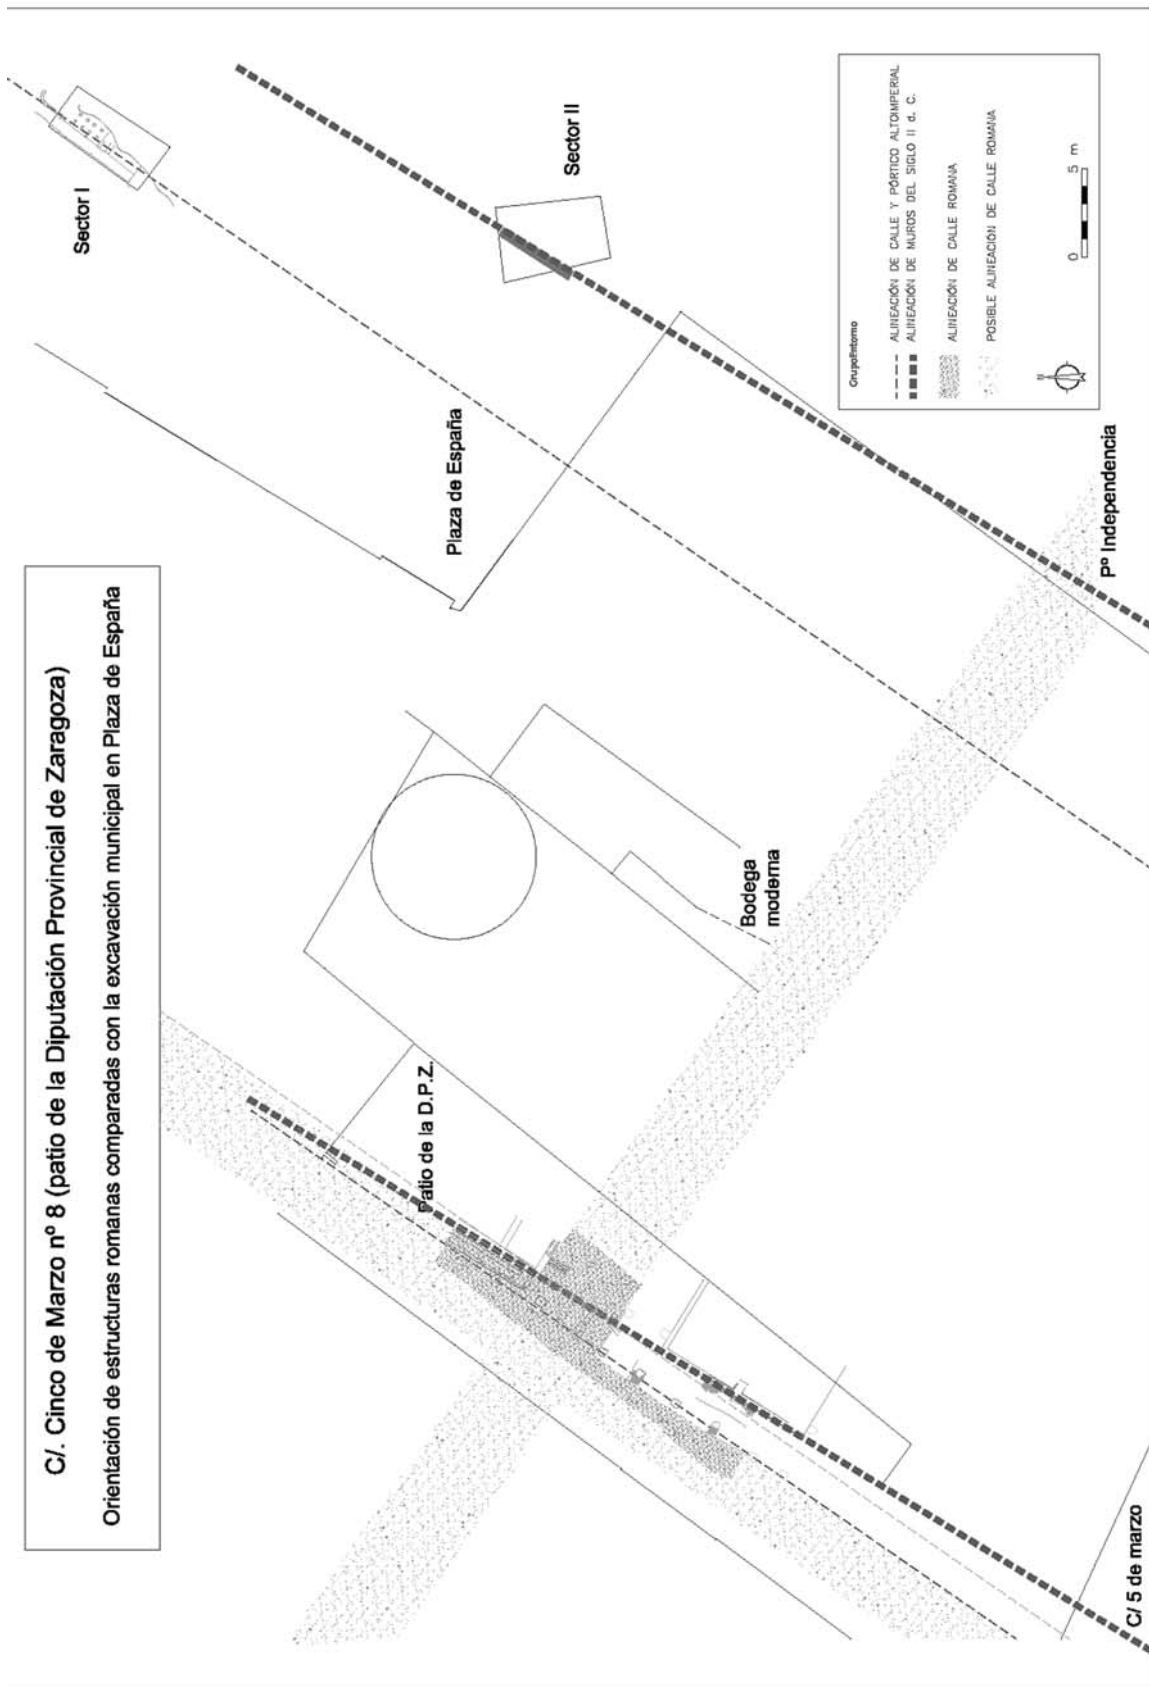 C/. Cinco de Marzo nº 8 (patio de la Diputación Provincial de Zaragoza)
Orientación de estructuras romanas comparadas con la excavación municipal en Plaza de España
Sector I
Sector II
Plaza de España
Patio de la D.P.Z.
Bodega
moderna
Pº Independencia
C/ 5 de marzo
GrupoEntorno
ALINEACIÓN DE CALLE Y PÓRTICO ALTOIMPERIAL
ALINEACIÓN DE MUROS DEL SIGLO II d. C.
ALINEACIÓN DE CALLE ROMANA
POSIBLE ALINEACIÓN DE CALLE ROMANA
N
0 5 m